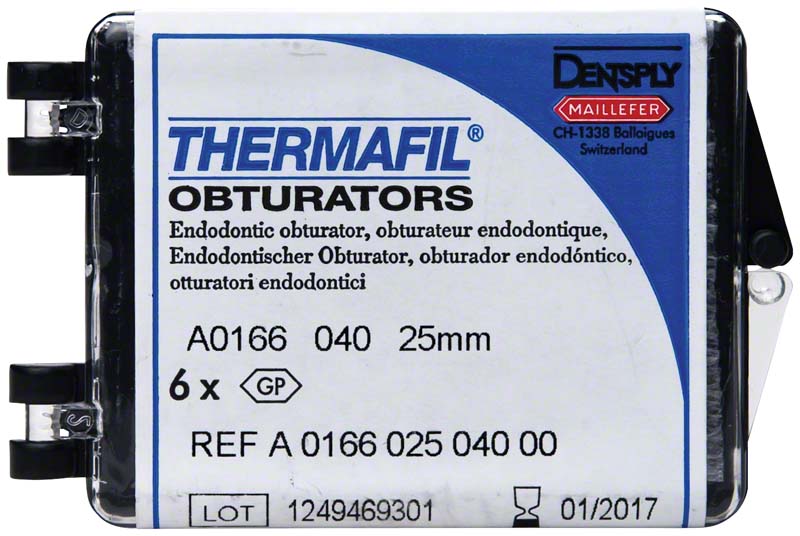 DENSPLY
MAILLEFER
CH-1338 Ballaigues
Switzerland
THERMAFIL®
OBTURATORS
Endodontic obturator, obturateur endodontique,
Endodontischer Obturator, obturador endodóntico,
otturatori endodontici
A0166 040 25mm
6 x GP
REF A 0166 025 040 00
LOT 1249469301 01/2017